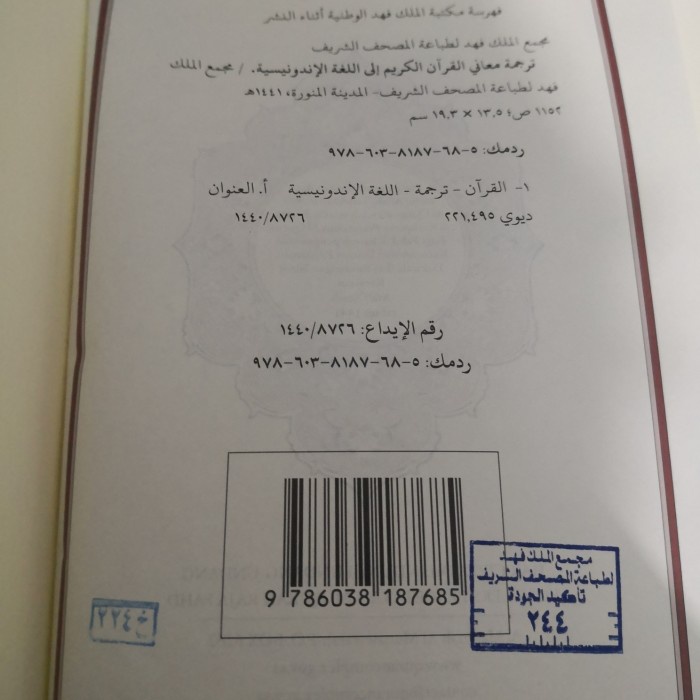 فهرسة مكتبة الملك فهد الوطنية أثناء النشر
مجمع الملك فهد لطباعة المصحف الشريف
ترجمة معاني القرآن الكريم إلى اللغة الإندونيسية. / مجمع الملك
فهد لطباعة المصحف الشريف- المدينة المنورة، ١٤٤١هـ
١١٥٢ ص؛ ١٣،٥ × ١٩،٣ سم
ردمك: ٥-٦٨-٨١٨٧-٦٠٣-٩٧٨
١- القرآن - ترجمة - اللغة الإندونيسية أ. العنوان
ديوي ٢٢١،٤٩٥ ١٤٤٠/٨٧٢٦
رقم الإيداع: ١٤٤٠/٨٧٢٦
ردمك: ٥-٦٨-٨١٨٧-٦٠٣-٩٧٨
9 786038 187685
مجمع الملك فهد
لطباعة المصحف الشريف
تأكيد الجودة
٢٤٤